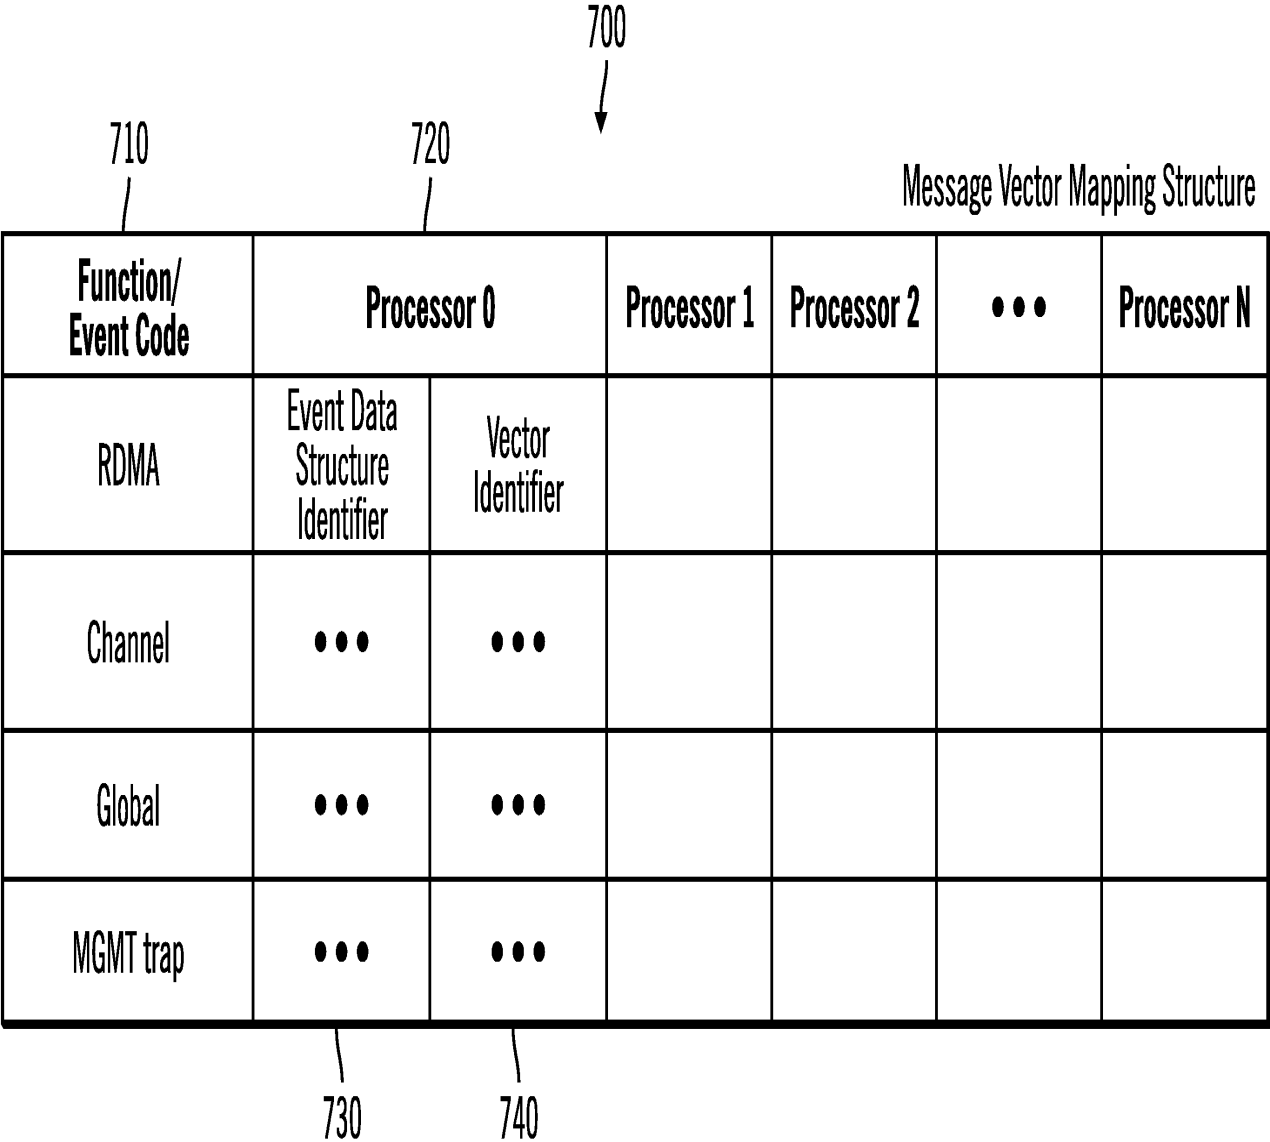 700
710
720
Message Vector Mapping Structure
Function/
Event Code
Processor 0
Processor 1
Processor 2
•••
Processor N
RDMA
Event Data
Structure
Identifier
Vector
Identifier
Channel
•••
•••
Global
•••
•••
MGMT trap
•••
•••
730
740